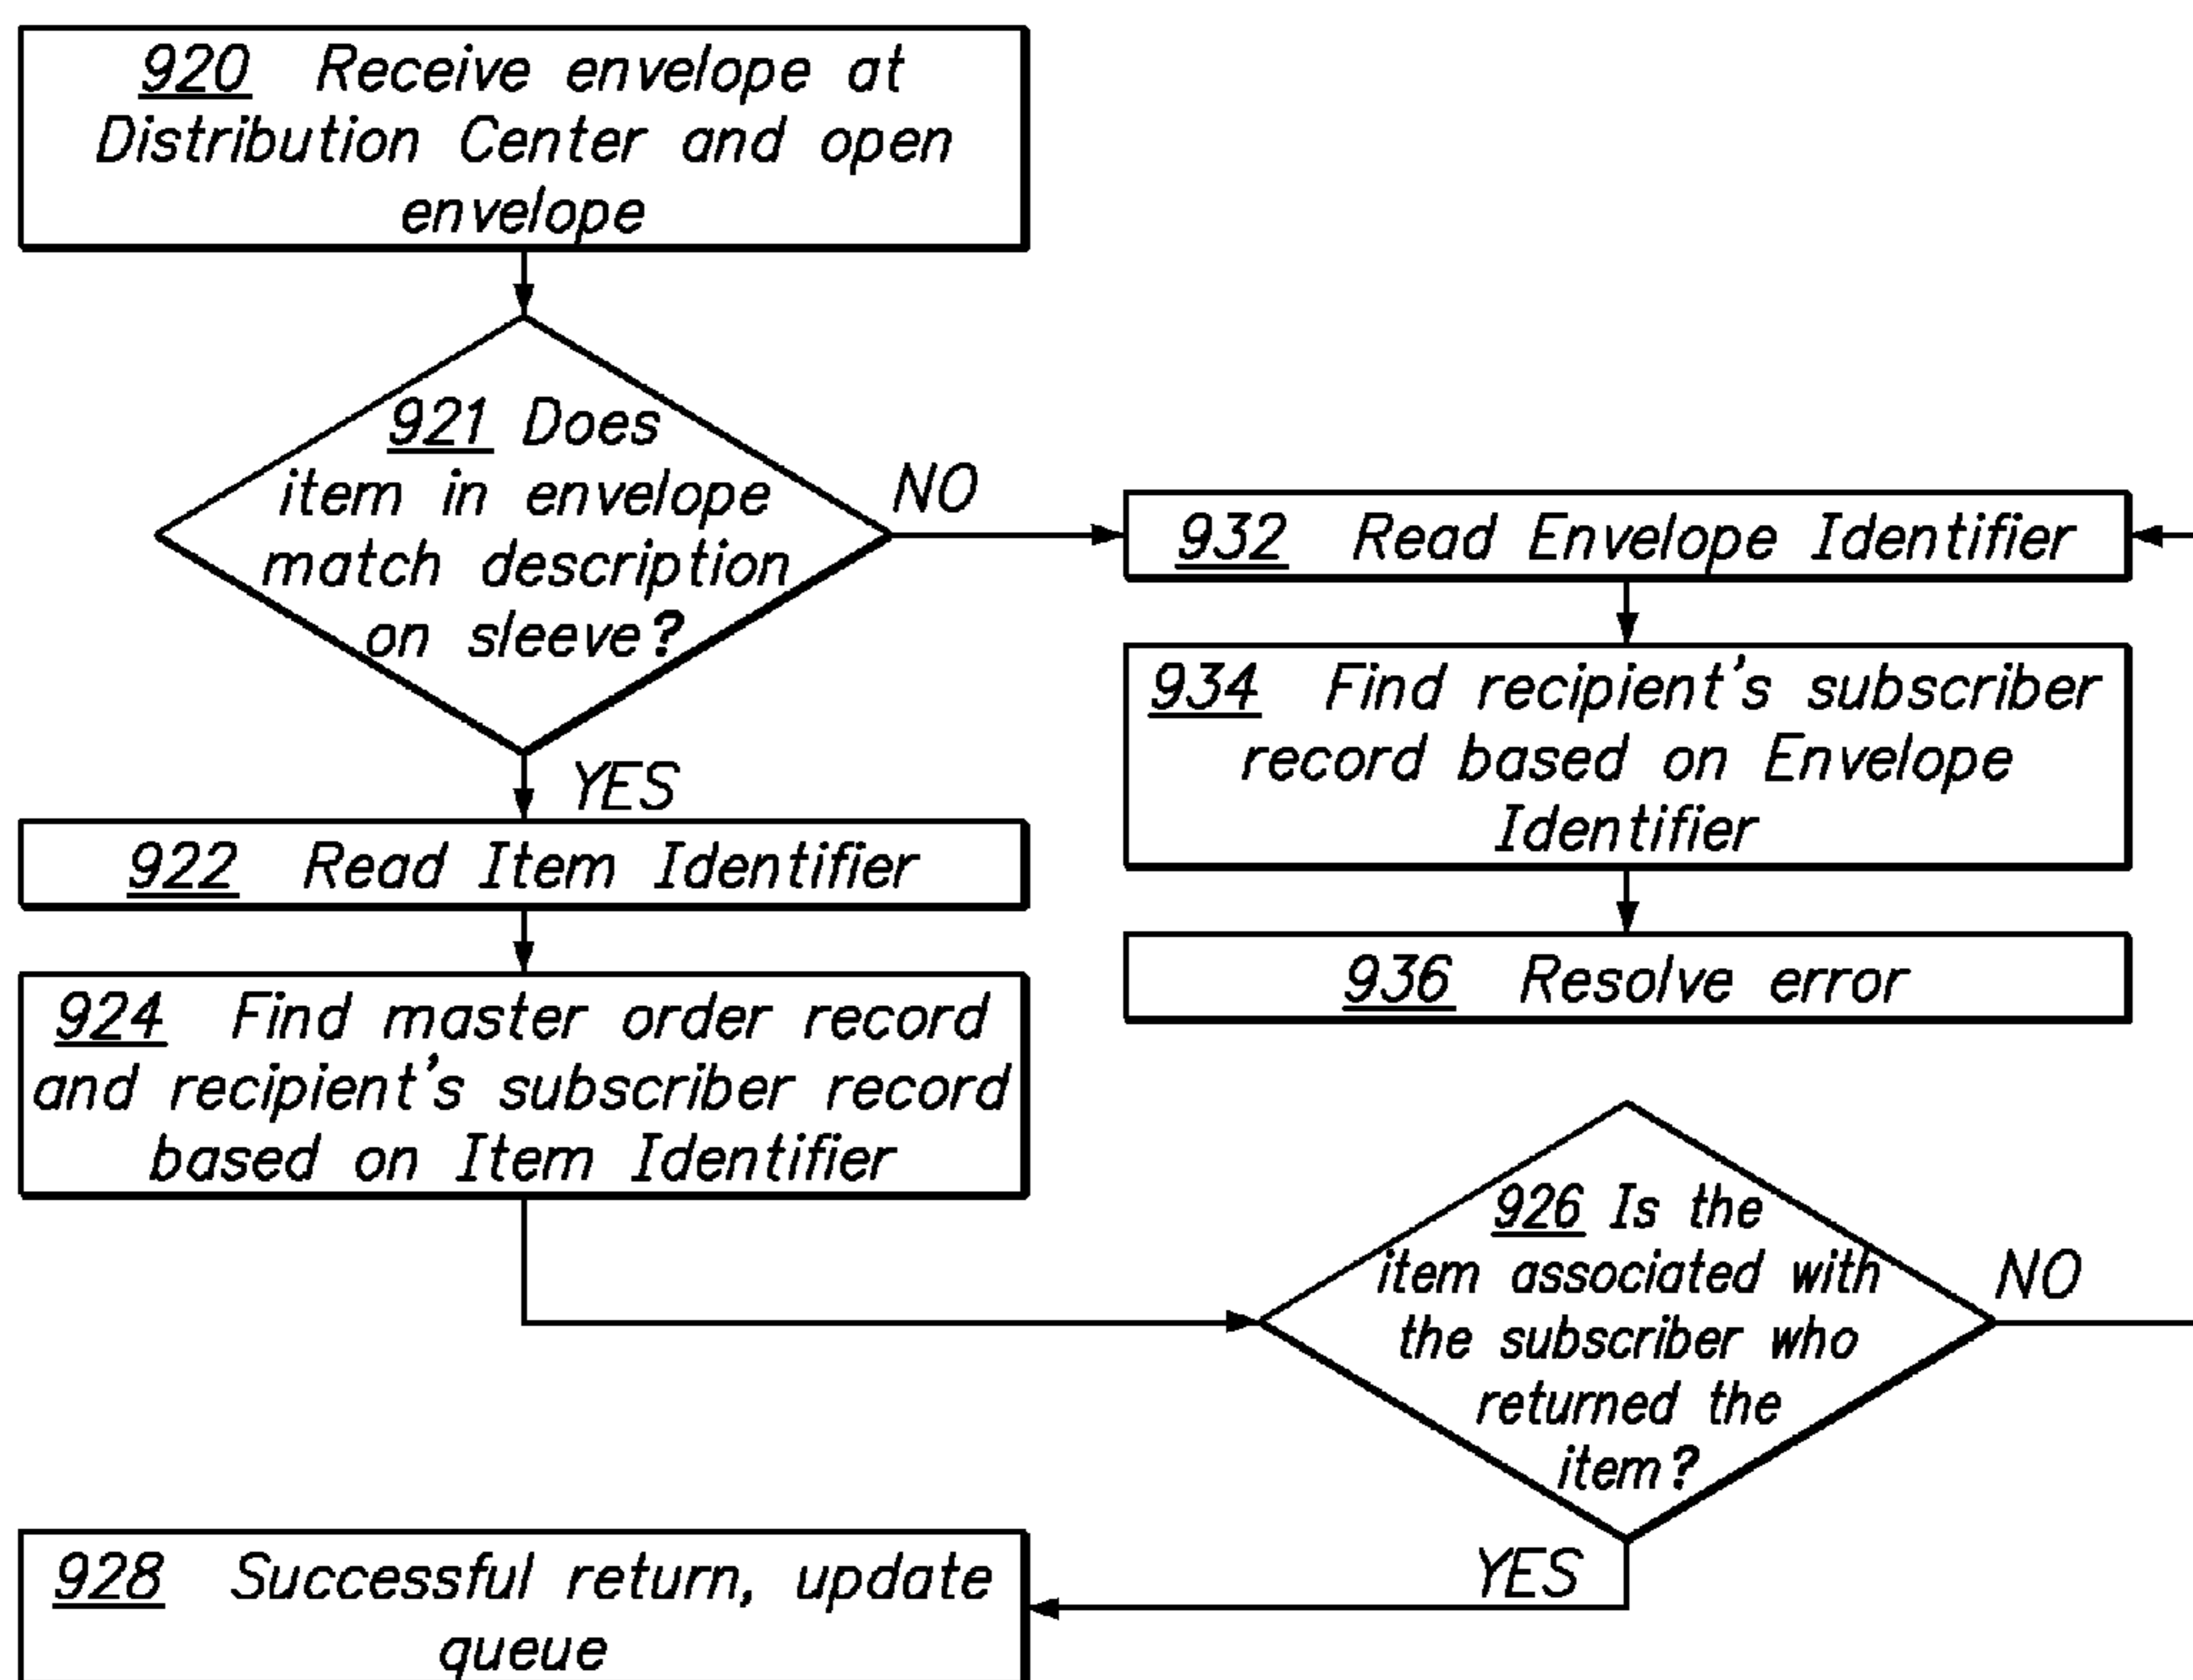 920 Receive envelope at
Distribution Center and open
envelope
921 Does
item in envelope
match description
on sleeve?
NO
YES
932 Read Envelope Identifier
934 Find recipient's subscriber
record based on Envelope
Identifier
936 Resolve error
922 Read Item Identifier
924 Find master order record
and recipient's subscriber record
based on Item Identifier
926 Is the
item associated with
the subscriber who
returned the
item?
NO
YES
928 Successful return, update
queue